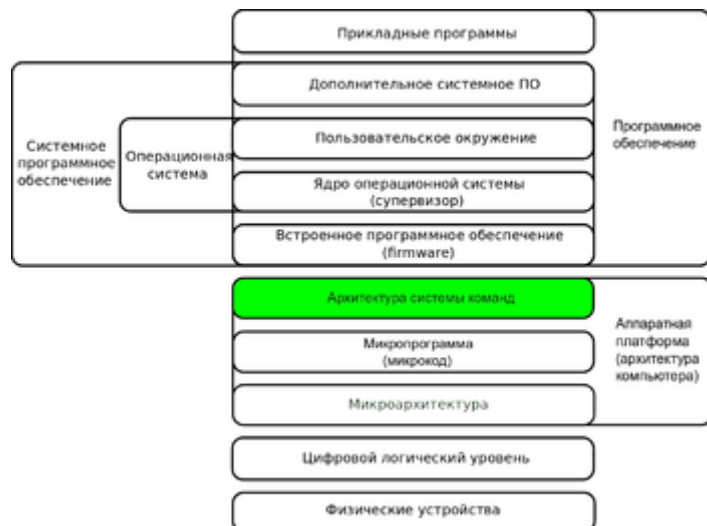 Прикладные программы
Дополнительное системное ПО
Пользовательское окружение
Ядро операционной системы
(супервизор)
Встроенное программное обеспечение
(firmware)
Системное
программное
обеспечение
Операционная
система
Программное
обеспечение
Архитектура системы команд
Микропрограмма
(микрокод)
Микроархитектура
Аппаратная
платформа
(архитектура
компьютера)
Цифровой логический уровень
Физические устройства